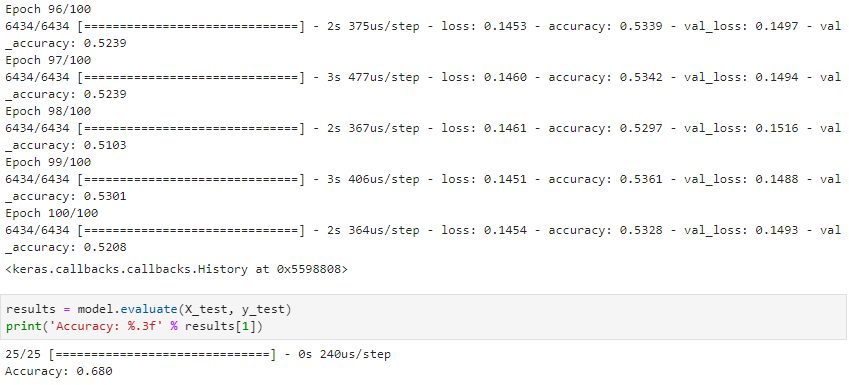 Epoch 96/100
6434/6434 [==============================] - 2s 375us/step - loss: 0.1453 - accuracy: 0.5339 - val_loss: 0.1497 - val
_accuracy: 0.5239
Epoch 97/100
6434/6434 [==============================] - 3s 477us/step - loss: 0.1460 - accuracy: 0.5342 - val_loss: 0.1494 - val
_accuracy: 0.5239
Epoch 98/100
6434/6434 [==============================] - 2s 367us/step - loss: 0.1461 - accuracy: 0.5297 - val_loss: 0.1516 - val
_accuracy: 0.5103
Epoch 99/100
6434/6434 [==============================] - 3s 406us/step - loss: 0.1451 - accuracy: 0.5361 - val_loss: 0.1488 - val
_accuracy: 0.5301
Epoch 100/100
6434/6434 [==============================] - 2s 364us/step - loss: 0.1454 - accuracy: 0.5328 - val_loss: 0.1493 - val
_accuracy: 0.5208
<keras.callbacks.callbacks.History at 0x5598808>
results = model.evaluate(X_test, y_test)
print('Accuracy: %.3f' % results[1])
25/25 [==============================] - 0s 240us/step
Accuracy: 0.680